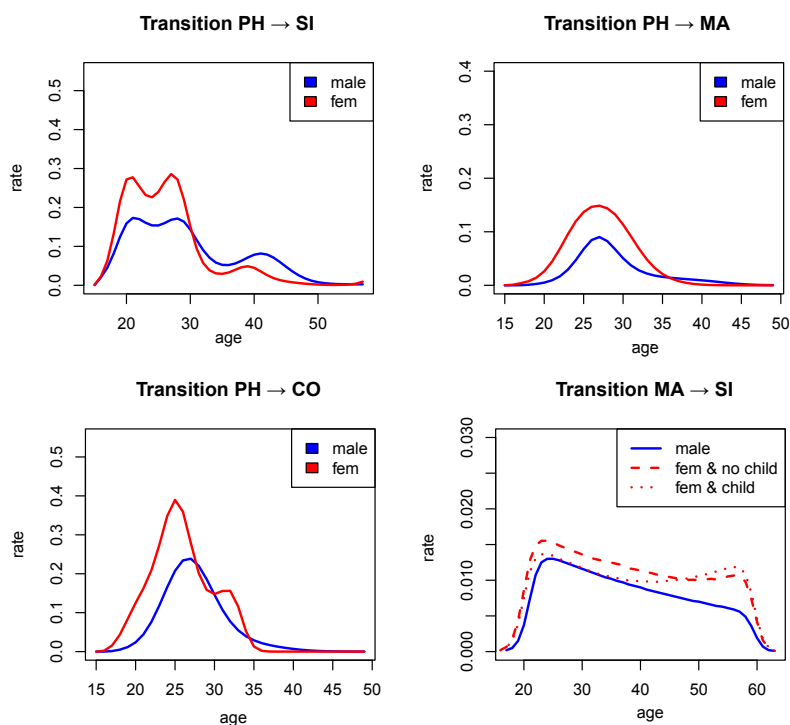 Transition PH → SI
male
fem
rate
0.0 0.1 0.2 0.3 0.4 0.5
20 30 40 50
age
Transition PH → MA
male
fem
rate
0.0 0.1 0.2 0.3 0.4
15 20 25 30 35 40 45 50
age
Transition PH → CO
male
fem
rate
0.0 0.1 0.2 0.3 0.4 0.5
15 20 25 30 35 40 45 50
age
Transition MA → SI
male
fem & no child
fem & child
rate
0.000 0.010 0.020 0.030
20 30 40 50 60
age